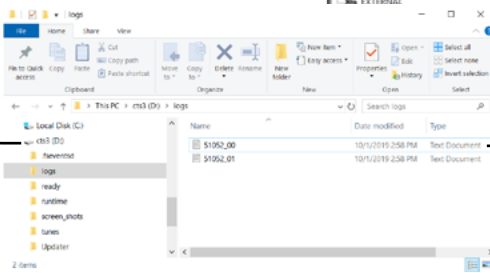 EXTERNAL
logs
File Home Share View
Pin to Quick access
Copy
Paste
Cut
Copy path
Paste shortcut
Move to
Copy to
Delete
Rename
New folder
New item
Easy access
Properties
Open
Edit
History
Select all
Select none
Invert selection
Clipboard Organize New Open Select
This PC > cts3 (D:) > logs
Search logs
Name Date modified Type
Local Disk (C:)
cts3 (D:)
.fseventsd
logs
ready
runtime
screen_shots
tunes
Updater
51052_00 10/1/2019 2:58 PM Text Document
51052_01 10/1/2019 2:58 PM Text Document
2 items